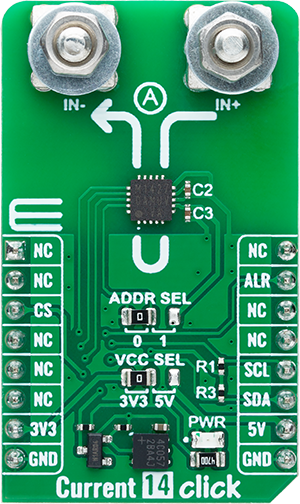 A
IN-
IN+
C2
C3
NC
NC
CS
NC
NC
NC
3V3
GND
NC
ALR
NC
NC
SCL
SDA
5V
GND
ADDR SEL
0 1
VCC SEL
3V3 5V
R1
R3
PWR
Current 14 click